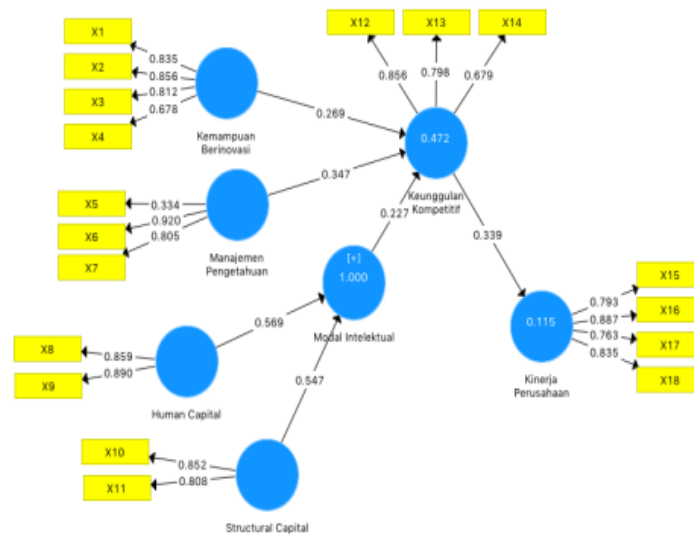 X1
X2
X3
X4
0.835
0.856
0.812
0.678
Kemampuan
Berinovasi
X12
X13
X14
0.856
0.798
0.679
0.269
0.472
Keunggulan
Kompetitif
0.347
X5
X6
X7
0.334
0.920
0.805
Manajemen
Pengetahuan
0.227
[+]
1.000
Modal Intelektual
0.339
X15
X16
X17
X18
0.793
0.887
0.763
0.835
0.115
Kinerja
Perusahaan
X8
X9
0.859
0.890
Human Capital
0.569
0.547
X10
X11
0.852
0.808
Structural Capital